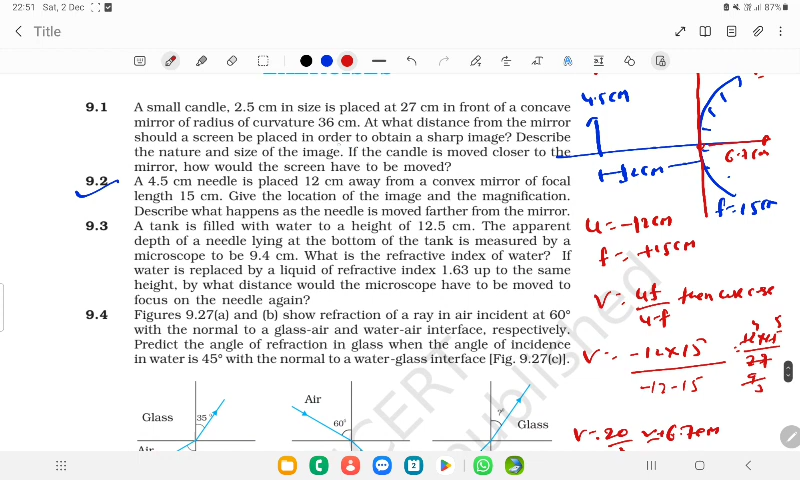 22:51 Sat, 2 Dec
87%
Title
9.1 A small candle, 2.5 cm in size is placed at 27 cm in front of a concave
mirror of radius of curvature 36 cm. At what distance from the mirror
should a screen be placed in order to obtain a sharp image? Describe
the nature and size of the image. If the candle is moved closer to the
mirror, how would the screen have to be moved?
9.2 A 4.5 cm needle is placed 12 cm away from a convex mirror of focal
length 15 cm. Give the location of the image and the magnification.
Describe what happens as the needle is moved farther from the mirror.
9.3 A tank is filled with water to a height of 12.5 cm. The apparent
depth of a needle lying at the bottom of the tank is measured by a
microscope to be 9.4 cm. What is the refractive index of water? If
water is replaced by a liquid of refractive index 1.63 up to the same
height, by what distance would the microscope have to be moved to
focus on the needle again?
9.4 Figures 9.27(a) and (b) show refraction of a ray in air incident at 60°
with the normal to a glass-air and water-air interface, respectively.
Predict the angle of refraction in glass when the angle of incidence
in water is 45° with the normal to a water-glass interface [Fig. 9.27(c)].
Glass
35°
Air
Air
60°
?
Glass
NCERT
published
4.5cm
12cm
6.7cm
f=15cm
u = -12cm
f = +15cm
v = uf
u-f
v = -12×15
-12-15
27
v = 20
v=6.7cm
2